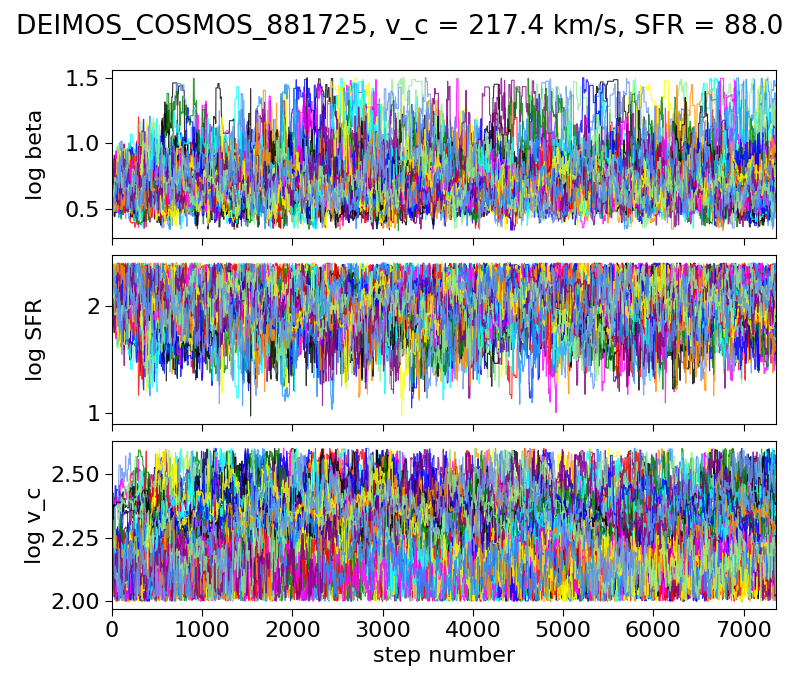 DEIMOS_COSMOS_881725, v_c = 217.4 km/s, SFR = 88.0
1.5
1.0
0.5
log beta
2
1
log SFR
2.50
2.25
2.00
log v_c
0 1000 2000 3000 4000 5000 6000 7000
step number